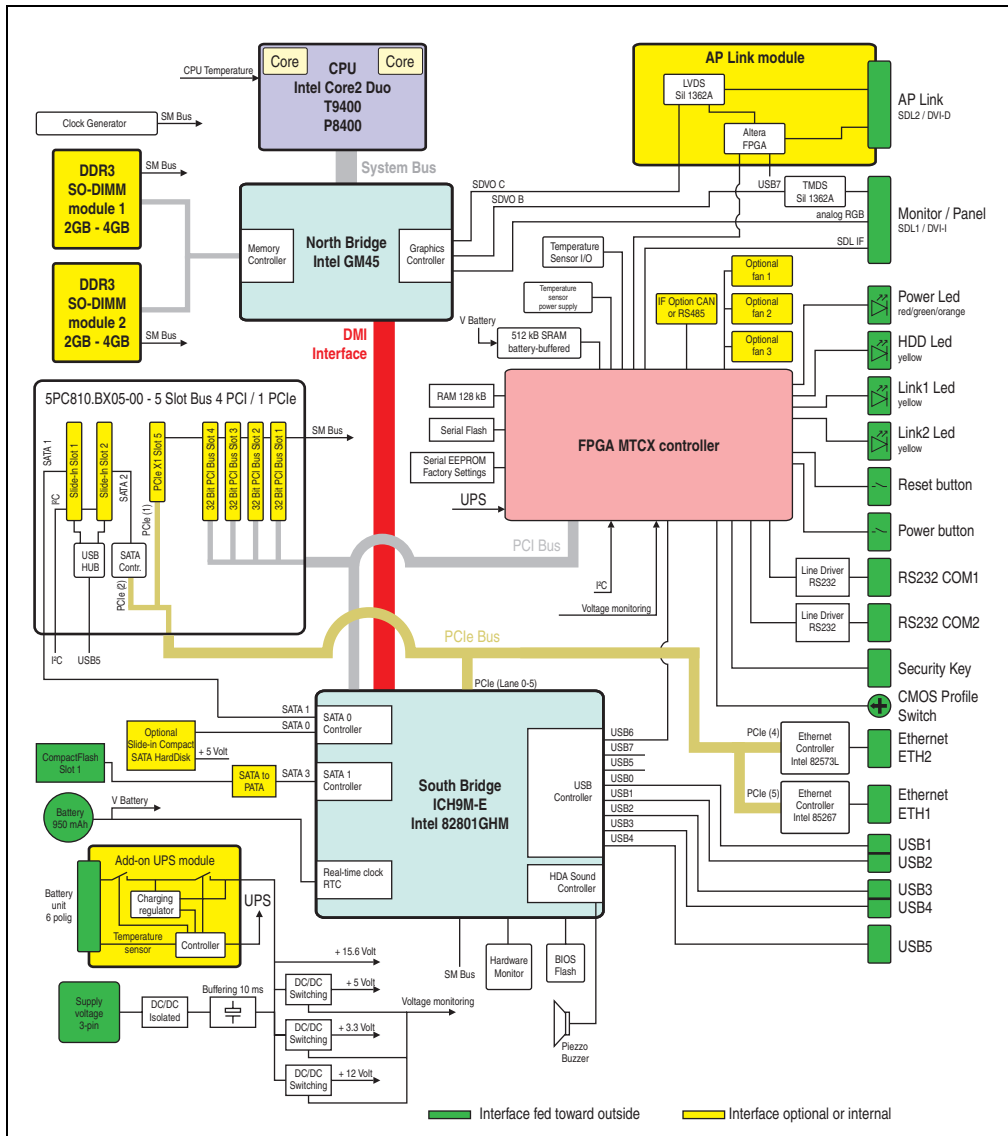 CPU Temperature
Core
Core
CPU
Intel Core2 Duo
T9400
P8400
Clock Generator
SM Bus
System Bus
DDR3
SO-DIMM
module 1
2GB - 4GB
SM Bus
DDR3
SO-DIMM
module 2
2GB - 4GB
SM Bus
Memory
Controller
North Bridge
Intel GM45
Graphics
Controller
AP Link module
LVDS
Sil 1362A
Altera
FPGA
AP Link
SDL2 / DVI-D
SDVO C
SDVO B
USB7
TMDS
Sil 1362A
analog RGB
SDL IF
Monitor / Panel
SDL1 / DVI-I
DMI
Interface
Temperature
Sensor I/O
Temperature
sensor
power supply
V Battery
512 kB SRAM
battery-buffered
IF Option CAN
or RS485
Optional
fan 1
Optional
fan 2
Optional
fan 3
RAM 128 kB
Serial Flash
Serial EEPROM
Factory Settings
UPS
FPGA MTCX controller
Power Led
red/green/orange
HDD Led
yellow
Link1 Led
yellow
Link2 Led
yellow
Reset button
Power button
Line Driver
RS232
RS232 COM1
Line Driver
RS232
RS232 COM2
Security Key
CMOS Profile
Switch
5PC810.BX05-00 - 5 Slot Bus 4 PCI / 1 PCIe
SATA 1
Slide-In Slot 1
Slide-In Slot 2
SATA 2
I²C
PCIe X1 Slot 5
PCIe (1)
32 Bit PCI Bus Slot 4
32 Bit PCI Bus Slot 3
32 Bit PCI Bus Slot 2
32 Bit PCI Bus Slot 1
SM Bus
USB
HUB
SATA
Contr.
PCIe (2)
I²C
USB5
PCI Bus
I²C
Voltage monitoring
PCIe Bus
PCIe (Lane 0-5)
PCIe (4)
Ethernet
Controller
Intel 82573L
Ethernet
ETH2
PCIe (5)
Ethernet
Controller
Intel 85267
Ethernet
ETH1
SATA 1
SATA 0
SATA 0
Controller
Optional
Slide-in Compact
SATA HardDisk
+ 5 Volt
CompactFlash
Slot 1
SATA to
PATA
SATA 3
SATA 1
Controller
Battery
950 mAh
V Battery
Real-time clock
RTC
South Bridge
ICH9M-E
Intel 82801GHM
USB
Controller
HDA Sound
Controller
USB6
USB7
USB5
USB0
USB1
USB2
USB3
USB4
USB1
USB2
USB3
USB4
USB5
Add-on UPS module
Battery
unit
6 polig
Charging
regulator
Temperature
sensor
Controller
UPS
Supply
voltage
3-pin
DC/DC
Isolated
Buffering 10 ms
+ 15.6 Volt
DC/DC
Switching
+ 5 Volt
Voltage monitoring
DC/DC
Switching
+ 3.3 Volt
DC/DC
Switching
+ 12 Volt
SM Bus
Hardware
Monitor
BIOS
Flash
Piezzo
Buzzer
Interface fed toward outside
Interface optional or internal